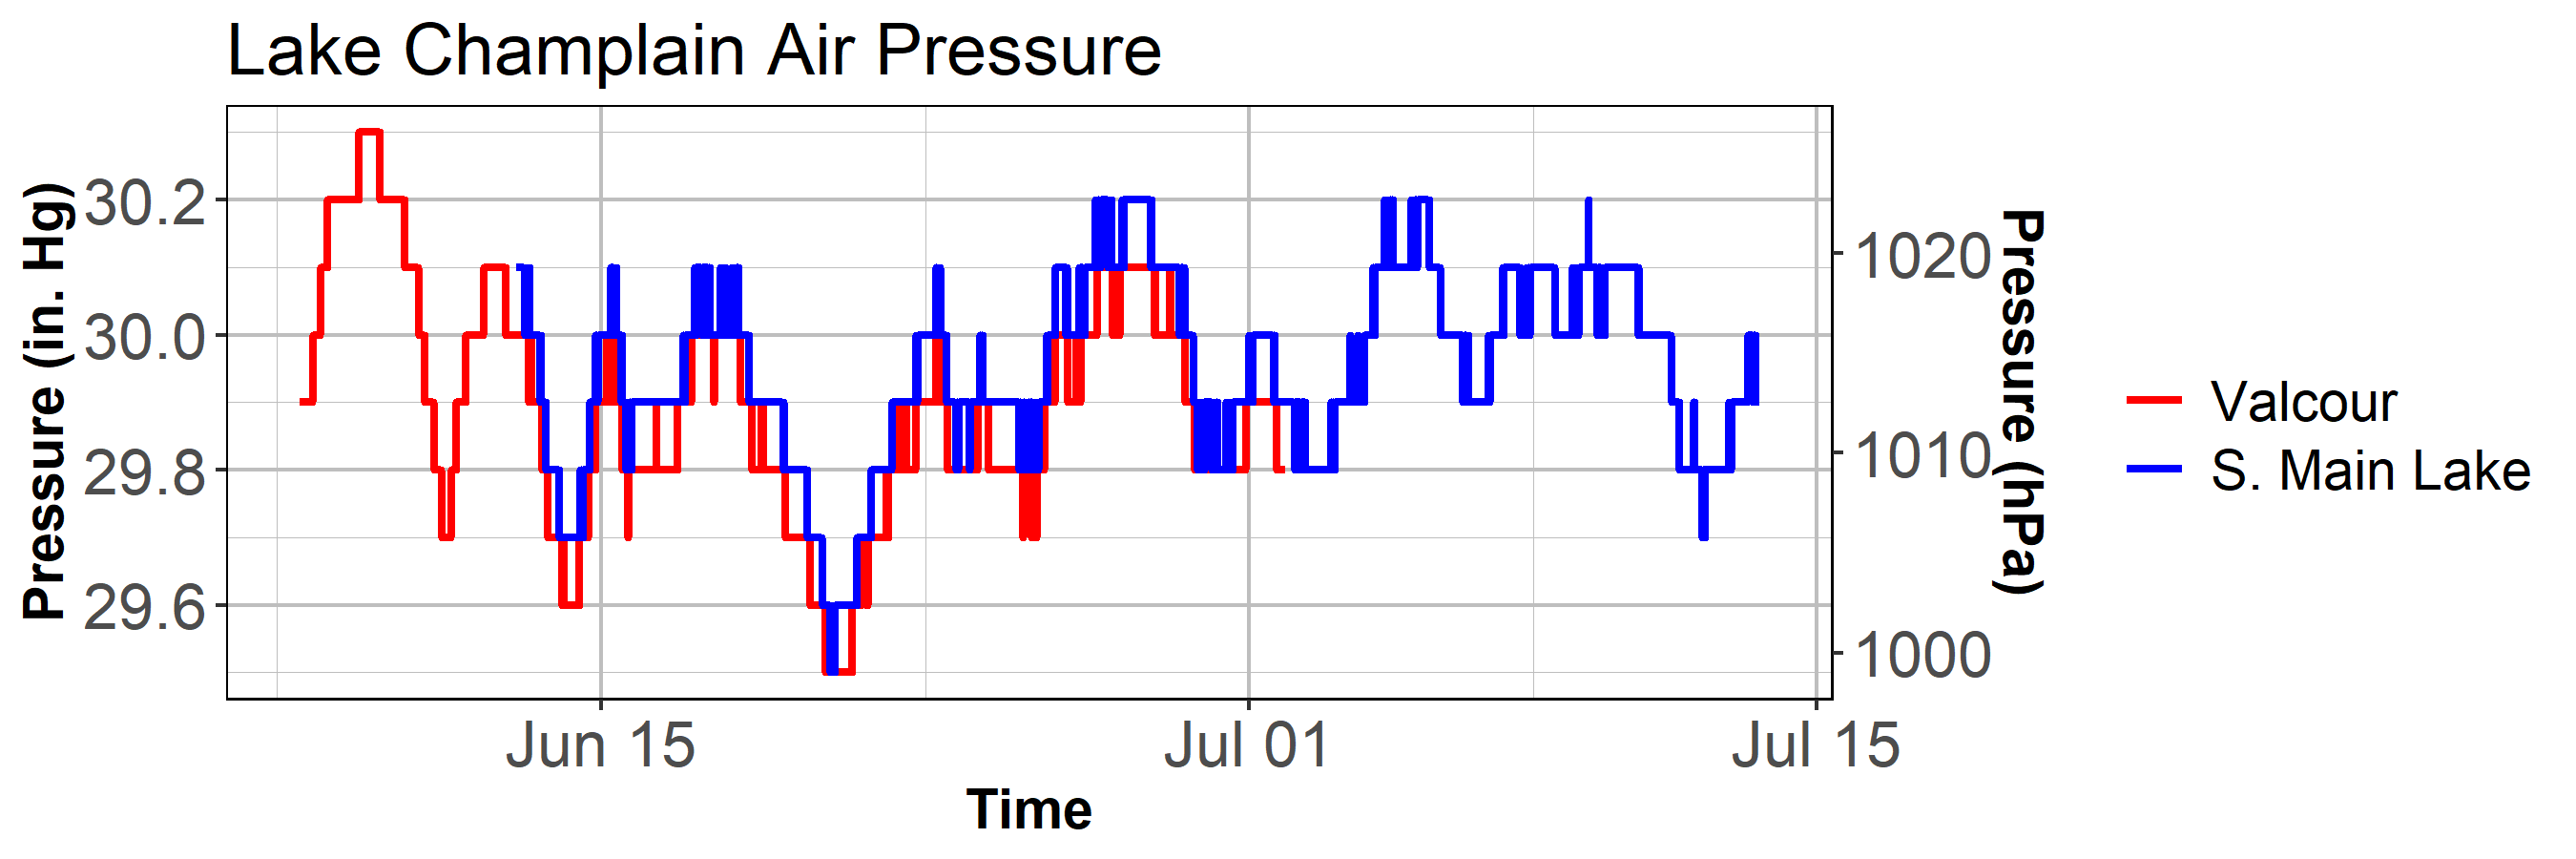 Lake Champlain Air Pressure
Pressure (in. Hg)
30.2
30.0
29.8
29.6
1020
1010
1000
Pressure (hPa)
Valcour
S. Main Lake
Jun 15
Jul 01
Jul 15
Time